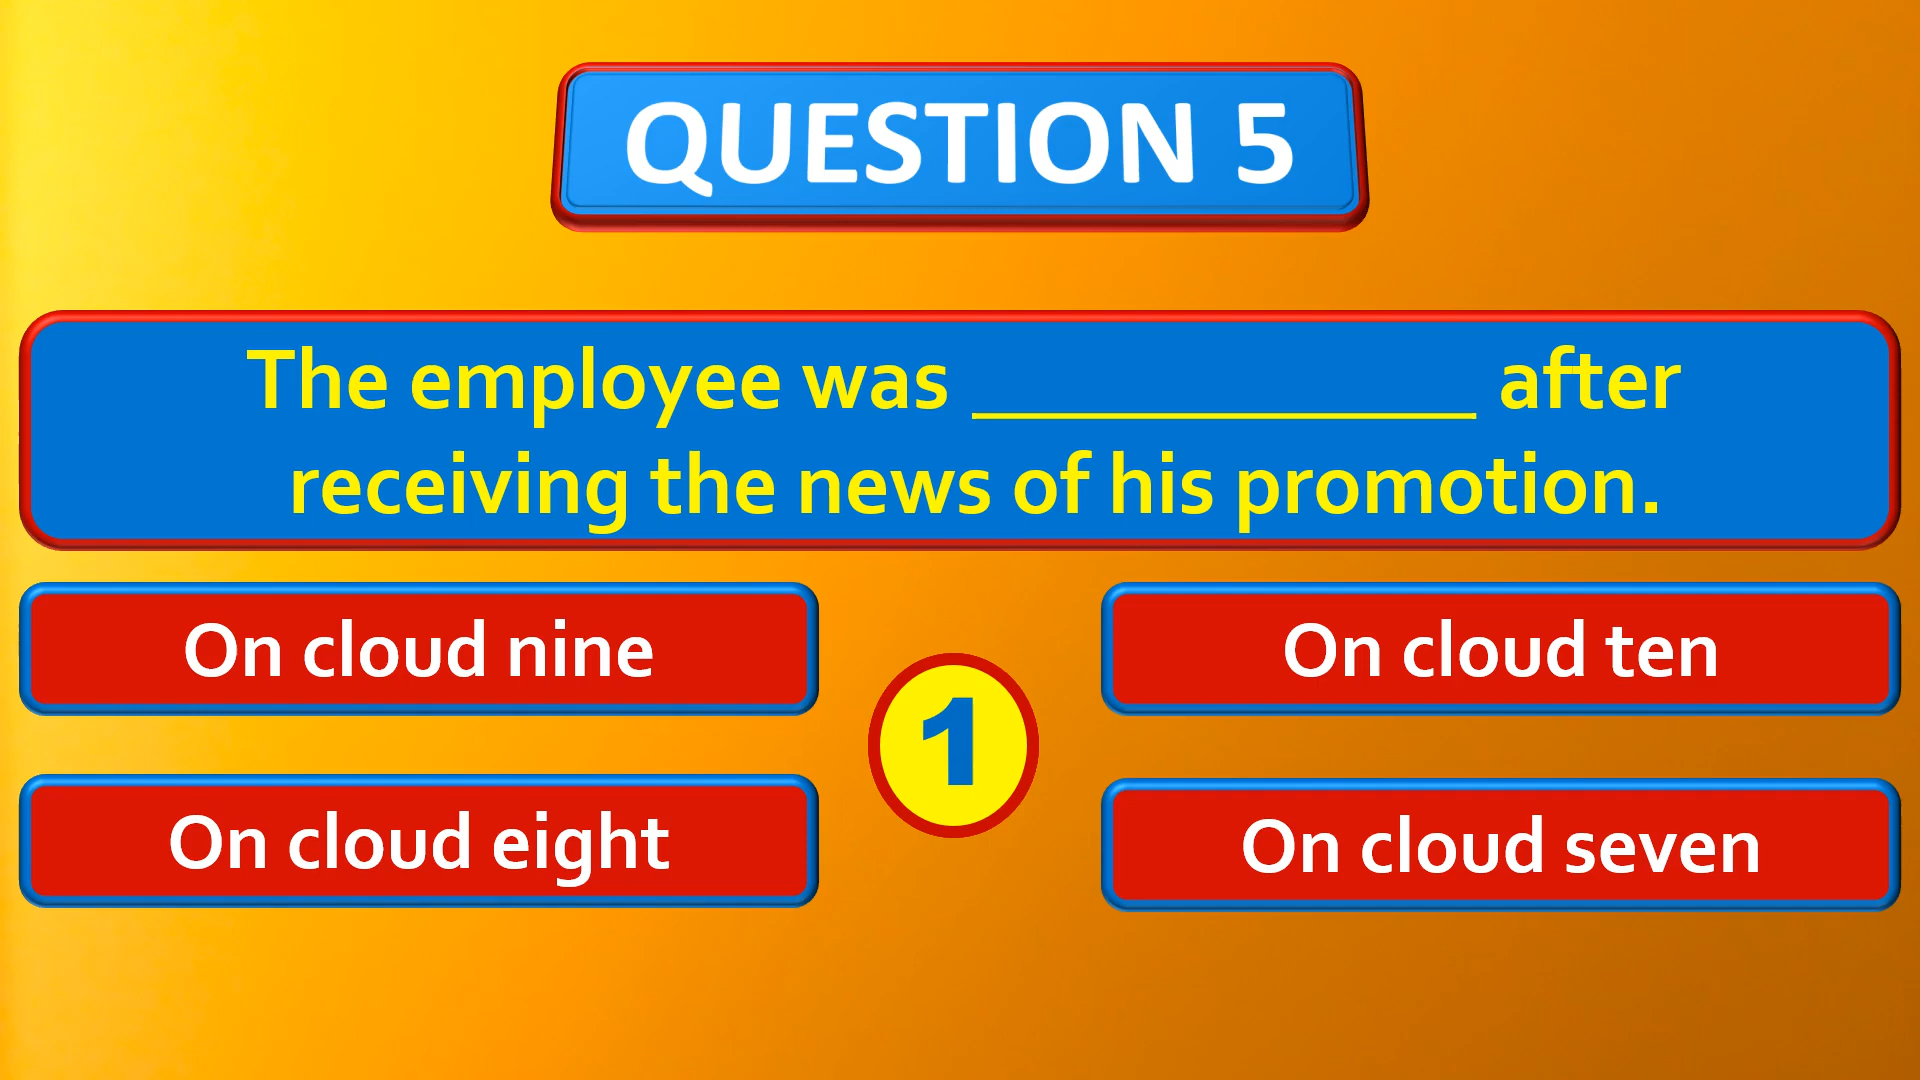 QUESTION 5
The employee was _____________ after
receiving the news of his promotion.
On cloud nine
On cloud ten
1
On cloud eight
On cloud seven